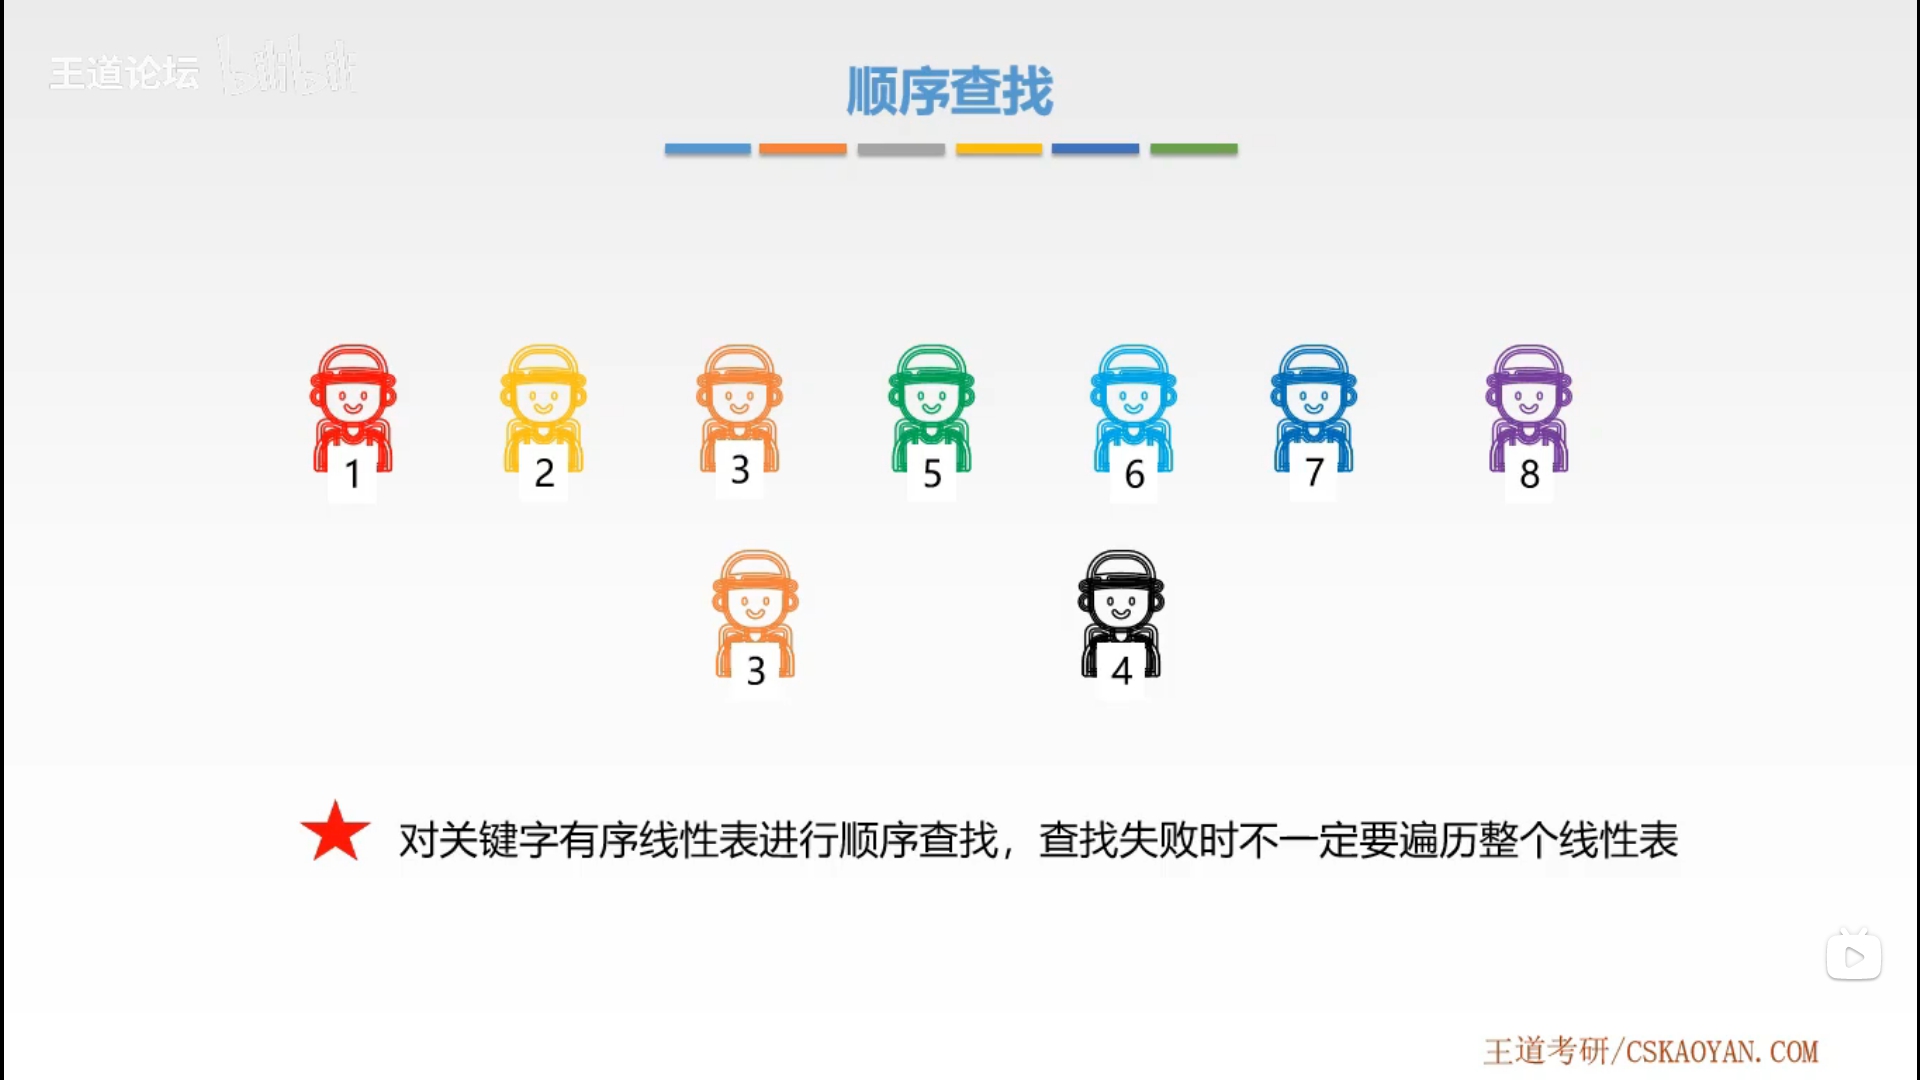 王道论坛 bilibili
顺序查找
1 2 3 5 6 7 8
3 4
对关键字有序线性表进行顺序查找，查找失败时不一定要遍历整个线性表
王道考研/CSKAOYAN.COM